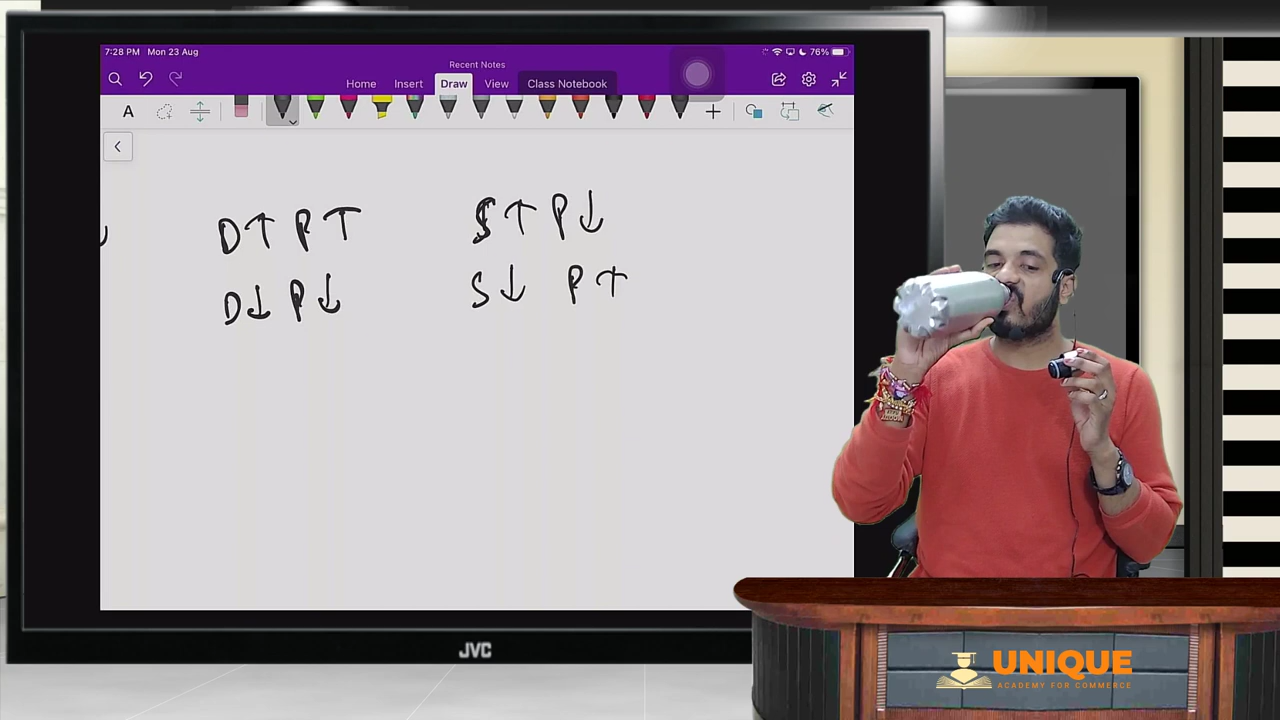 7:28 PM Mon 23 Aug
76%
Recent Notes
Home Insert Draw View Class Notebook
A
D↑ P↑ S↑ P↓
D↓ P↓ S↓ P↑
JVC
UNIQUE
ACADEMY FOR COMMERCE